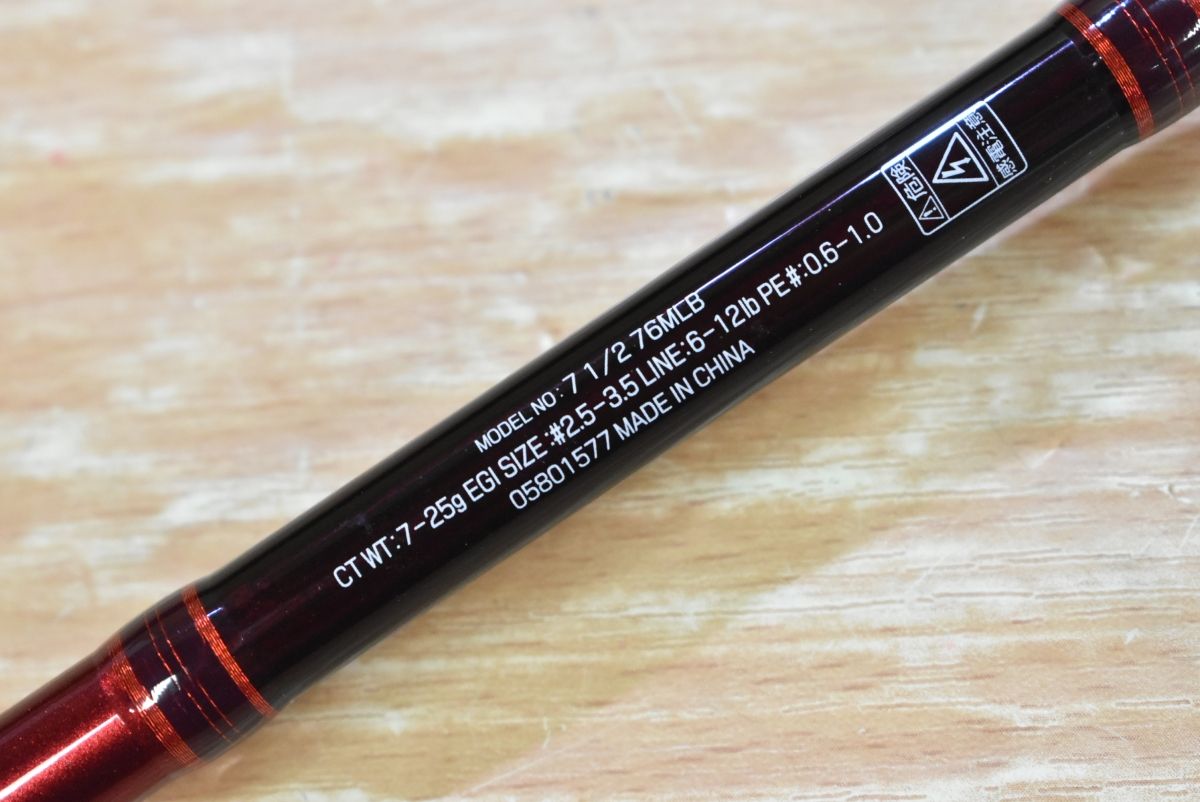 MODEL NO: 7 1/2 76MLB
CT WT:7-25g EGI SIZE :#2.5-3.5 LINE:6-12lb PE#:0.6-1.0
05801577 MADE IN CHINA
危険
感電注意